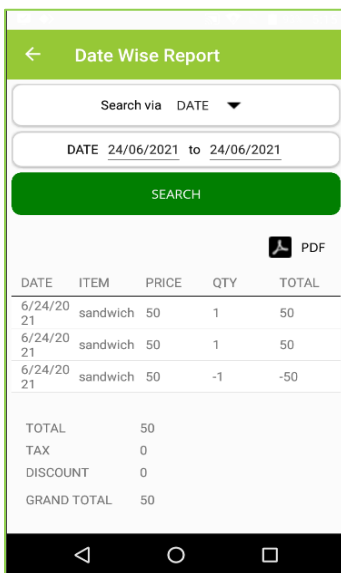 Date Wise Report
Search via DATE
DATE 24/06/2021 to 24/06/2021
SEARCH
PDF
DATE ITEM PRICE QTY TOTAL
6/24/20
21 sandwich 50 1 50
6/24/20
21 sandwich 50 1 50
6/24/20
21 sandwich 50 -1 -50
TOTAL 50
TAX 0
DISCOUNT 0
GRAND TOTAL 50